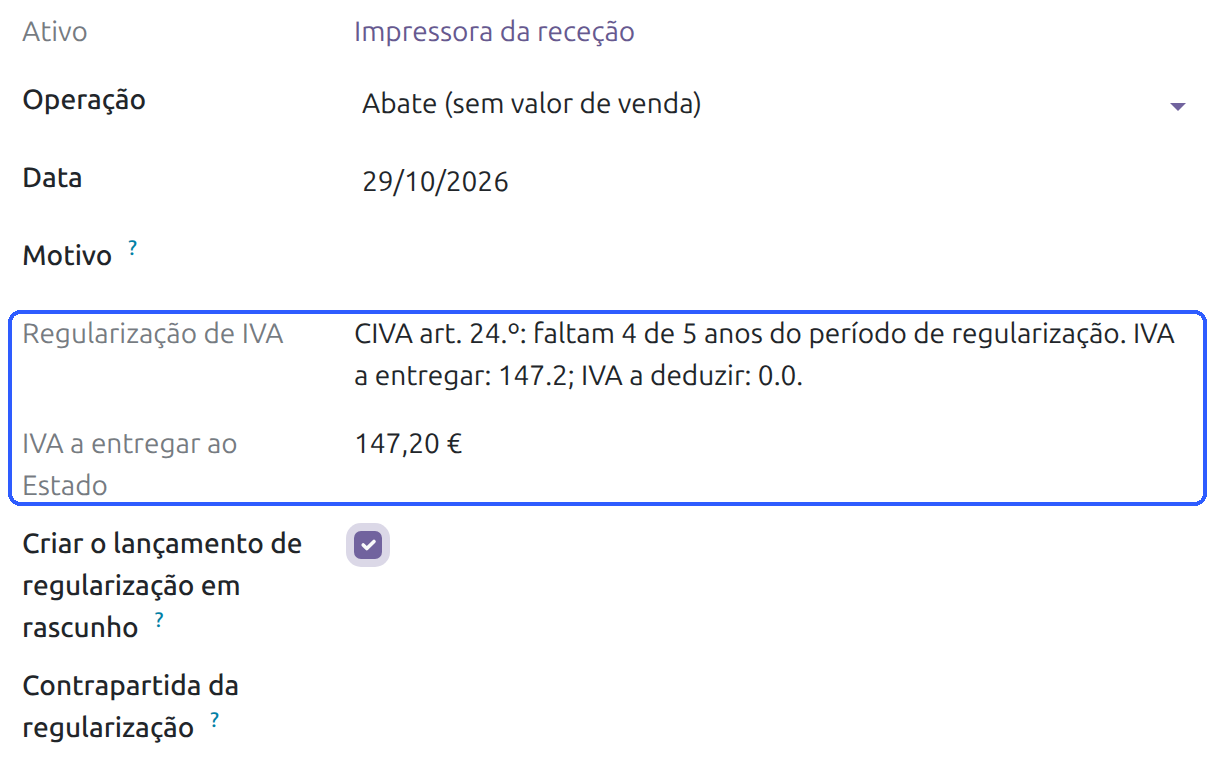 Ativo Impressora da receção
Operação Abate (sem valor de venda)
Data 29/10/2026
Motivo ?
Regularização de IVA CIVA art. 24.º: faltam 4 de 5 anos do período de regularização. IVA
a entregar: 147.2; IVA a deduzir: 0.0.
IVA a entregar ao 147,20 €
Estado
Criar o lançamento de
regularização em
rascunho ?
Contrapartida da
regularização ?